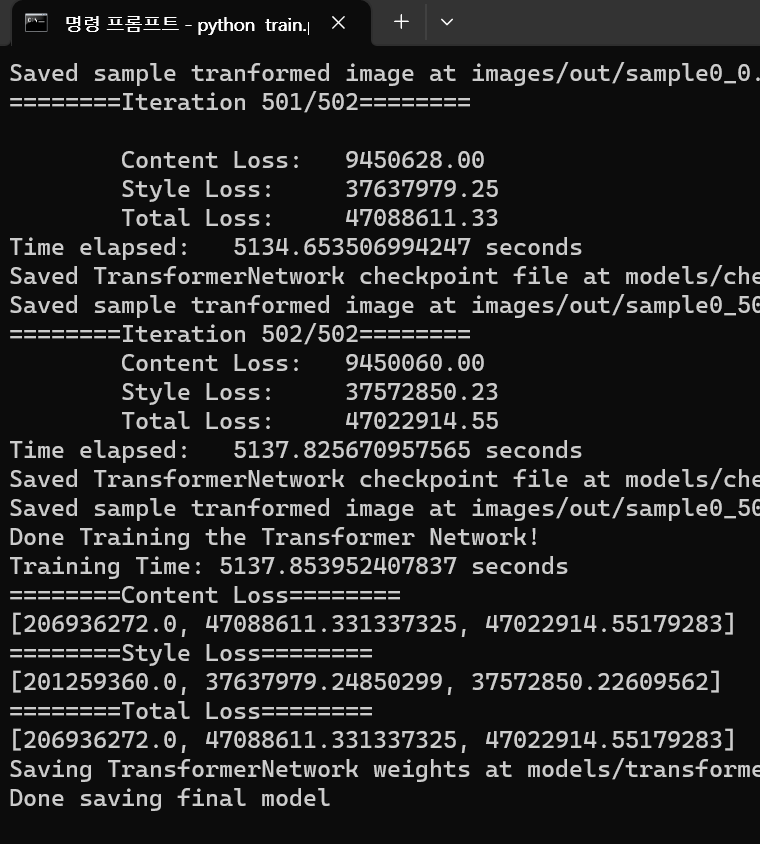 명령 프롬프트 - python train.p
Saved sample tranformed image at images/out/sample0_0.
========Iteration 501/502========
Content Loss: 9450628.00
Style Loss: 37637979.25
Total Loss: 47088611.33
Time elapsed: 5134.653506994247 seconds
Saved TransformerNetwork checkpoint file at models/che
Saved sample tranformed image at images/out/sample0_50
========Iteration 502/502========
Content Loss: 9450060.00
Style Loss: 37572850.23
Total Loss: 47022914.55
Time elapsed: 5137.825670957565 seconds
Saved TransformerNetwork checkpoint file at models/che
Saved sample tranformed image at images/out/sample0_50
Done Training the Transformer Network!
Training Time: 5137.853952407837 seconds
========Content Loss========
[206936272.0, 47088611.331337325, 47022914.55179283]
========Style Loss========
[201259360.0, 37637979.24850299, 37572850.22609562]
========Total Loss========
[206936272.0, 47088611.331337325, 47022914.55179283]
Saving TransformerNetwork weights at models/transforme
Done saving final model